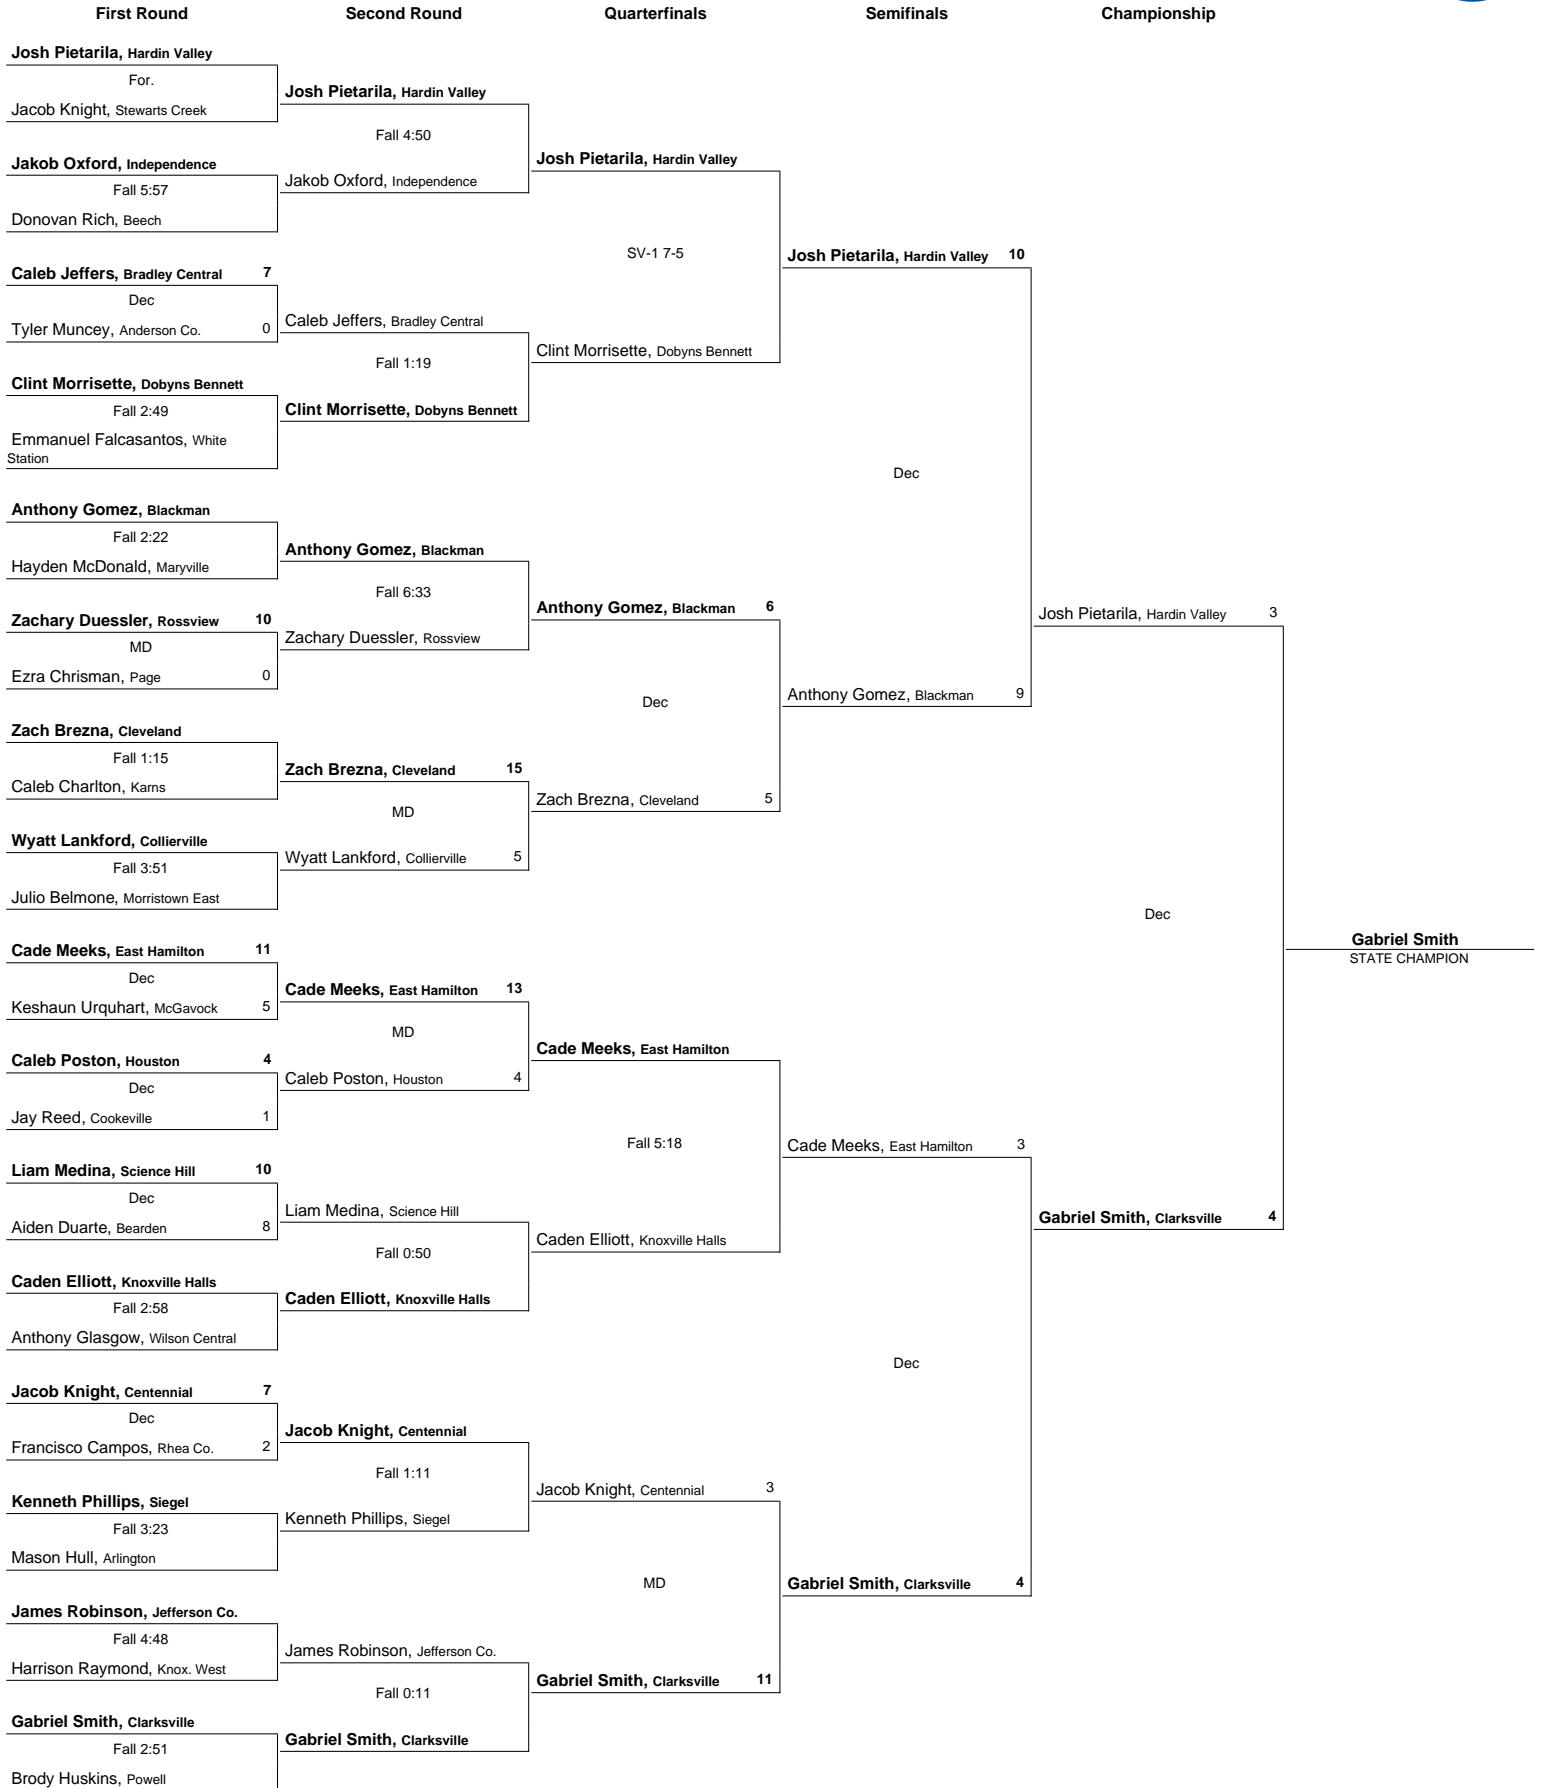 First Round
Second Round
Quarterfinals
Semifinals
Championship
Josh Pietarila, Hardin Valley
For.
Jacob Knight, Stewarts Creek
Jakob Oxford, Independence
Fall 5:57
Donovan Rich, Beech
Caleb Jeffers, Bradley Central 7
Dec
Tyler Muncey, Anderson Co. 0
Clint Morrisette, Dobyns Bennett
Fall 2:49
Emmanuel Falcasantos, White
Station
Anthony Gomez, Blackman
Fall 2:22
Hayden McDonald, Maryville
Zachary Duessler, Rossview 10
MD
Ezra Chrisman, Page 0
Zach Brezna, Cleveland
Fall 1:15
Caleb Charlton, Karns
Wyatt Lankford, Collierville
Fall 3:51
Julio Belmone, Morristown East
Cade Meeks, East Hamilton 11
Dec
Keshaun Urquhart, McGavock 5
Caleb Poston, Houston 4
Dec
Jay Reed, Cookeville 1
Liam Medina, Science Hill 10
Dec
Aiden Duarte, Bearden 8
Caden Elliott, Knoxville Halls
Fall 2:58
Anthony Glasgow, Wilson Central
Jacob Knight, Centennial 7
Dec
Francisco Campos, Rhea Co. 2
Kenneth Phillips, Siegel
Fall 3:23
Mason Hull, Arlington
James Robinson, Jefferson Co.
Fall 4:48
Harrison Raymond, Knox. West
Gabriel Smith, Clarksville
Fall 2:51
Brody Huskins, Powell
Josh Pietarila, Hardin Valley
Fall 4:50
Jakob Oxford, Independence
Caleb Jeffers, Bradley Central
Fall 1:19
Clint Morrisette, Dobyns Bennett
Anthony Gomez, Blackman
Fall 6:33
Zachary Duessler, Rossview
Zach Brezna, Cleveland 15
MD
Wyatt Lankford, Collierville 5
Cade Meeks, East Hamilton 13
MD
Caleb Poston, Houston 4
Liam Medina, Science Hill
Fall 0:50
Caden Elliott, Knoxville Halls
Jacob Knight, Centennial
Fall 1:11
Kenneth Phillips, Siegel
James Robinson, Jefferson Co.
Fall 0:11
Gabriel Smith, Clarksville
Josh Pietarila, Hardin Valley
SV-1 7-5
Clint Morrisette, Dobyns Bennett
Anthony Gomez, Blackman 6
Dec
Zach Brezna, Cleveland 5
Cade Meeks, East Hamilton
Fall 5:18
Caden Elliott, Knoxville Halls
Jacob Knight, Centennial 3
MD
Gabriel Smith, Clarksville 11
Josh Pietarila, Hardin Valley 10
Dec
Anthony Gomez, Blackman 9
Cade Meeks, East Hamilton 3
Dec
Gabriel Smith, Clarksville 4
Josh Pietarila, Hardin Valley 3
Dec
Gabriel Smith, Clarksville 4
Gabriel Smith
STATE CHAMPION